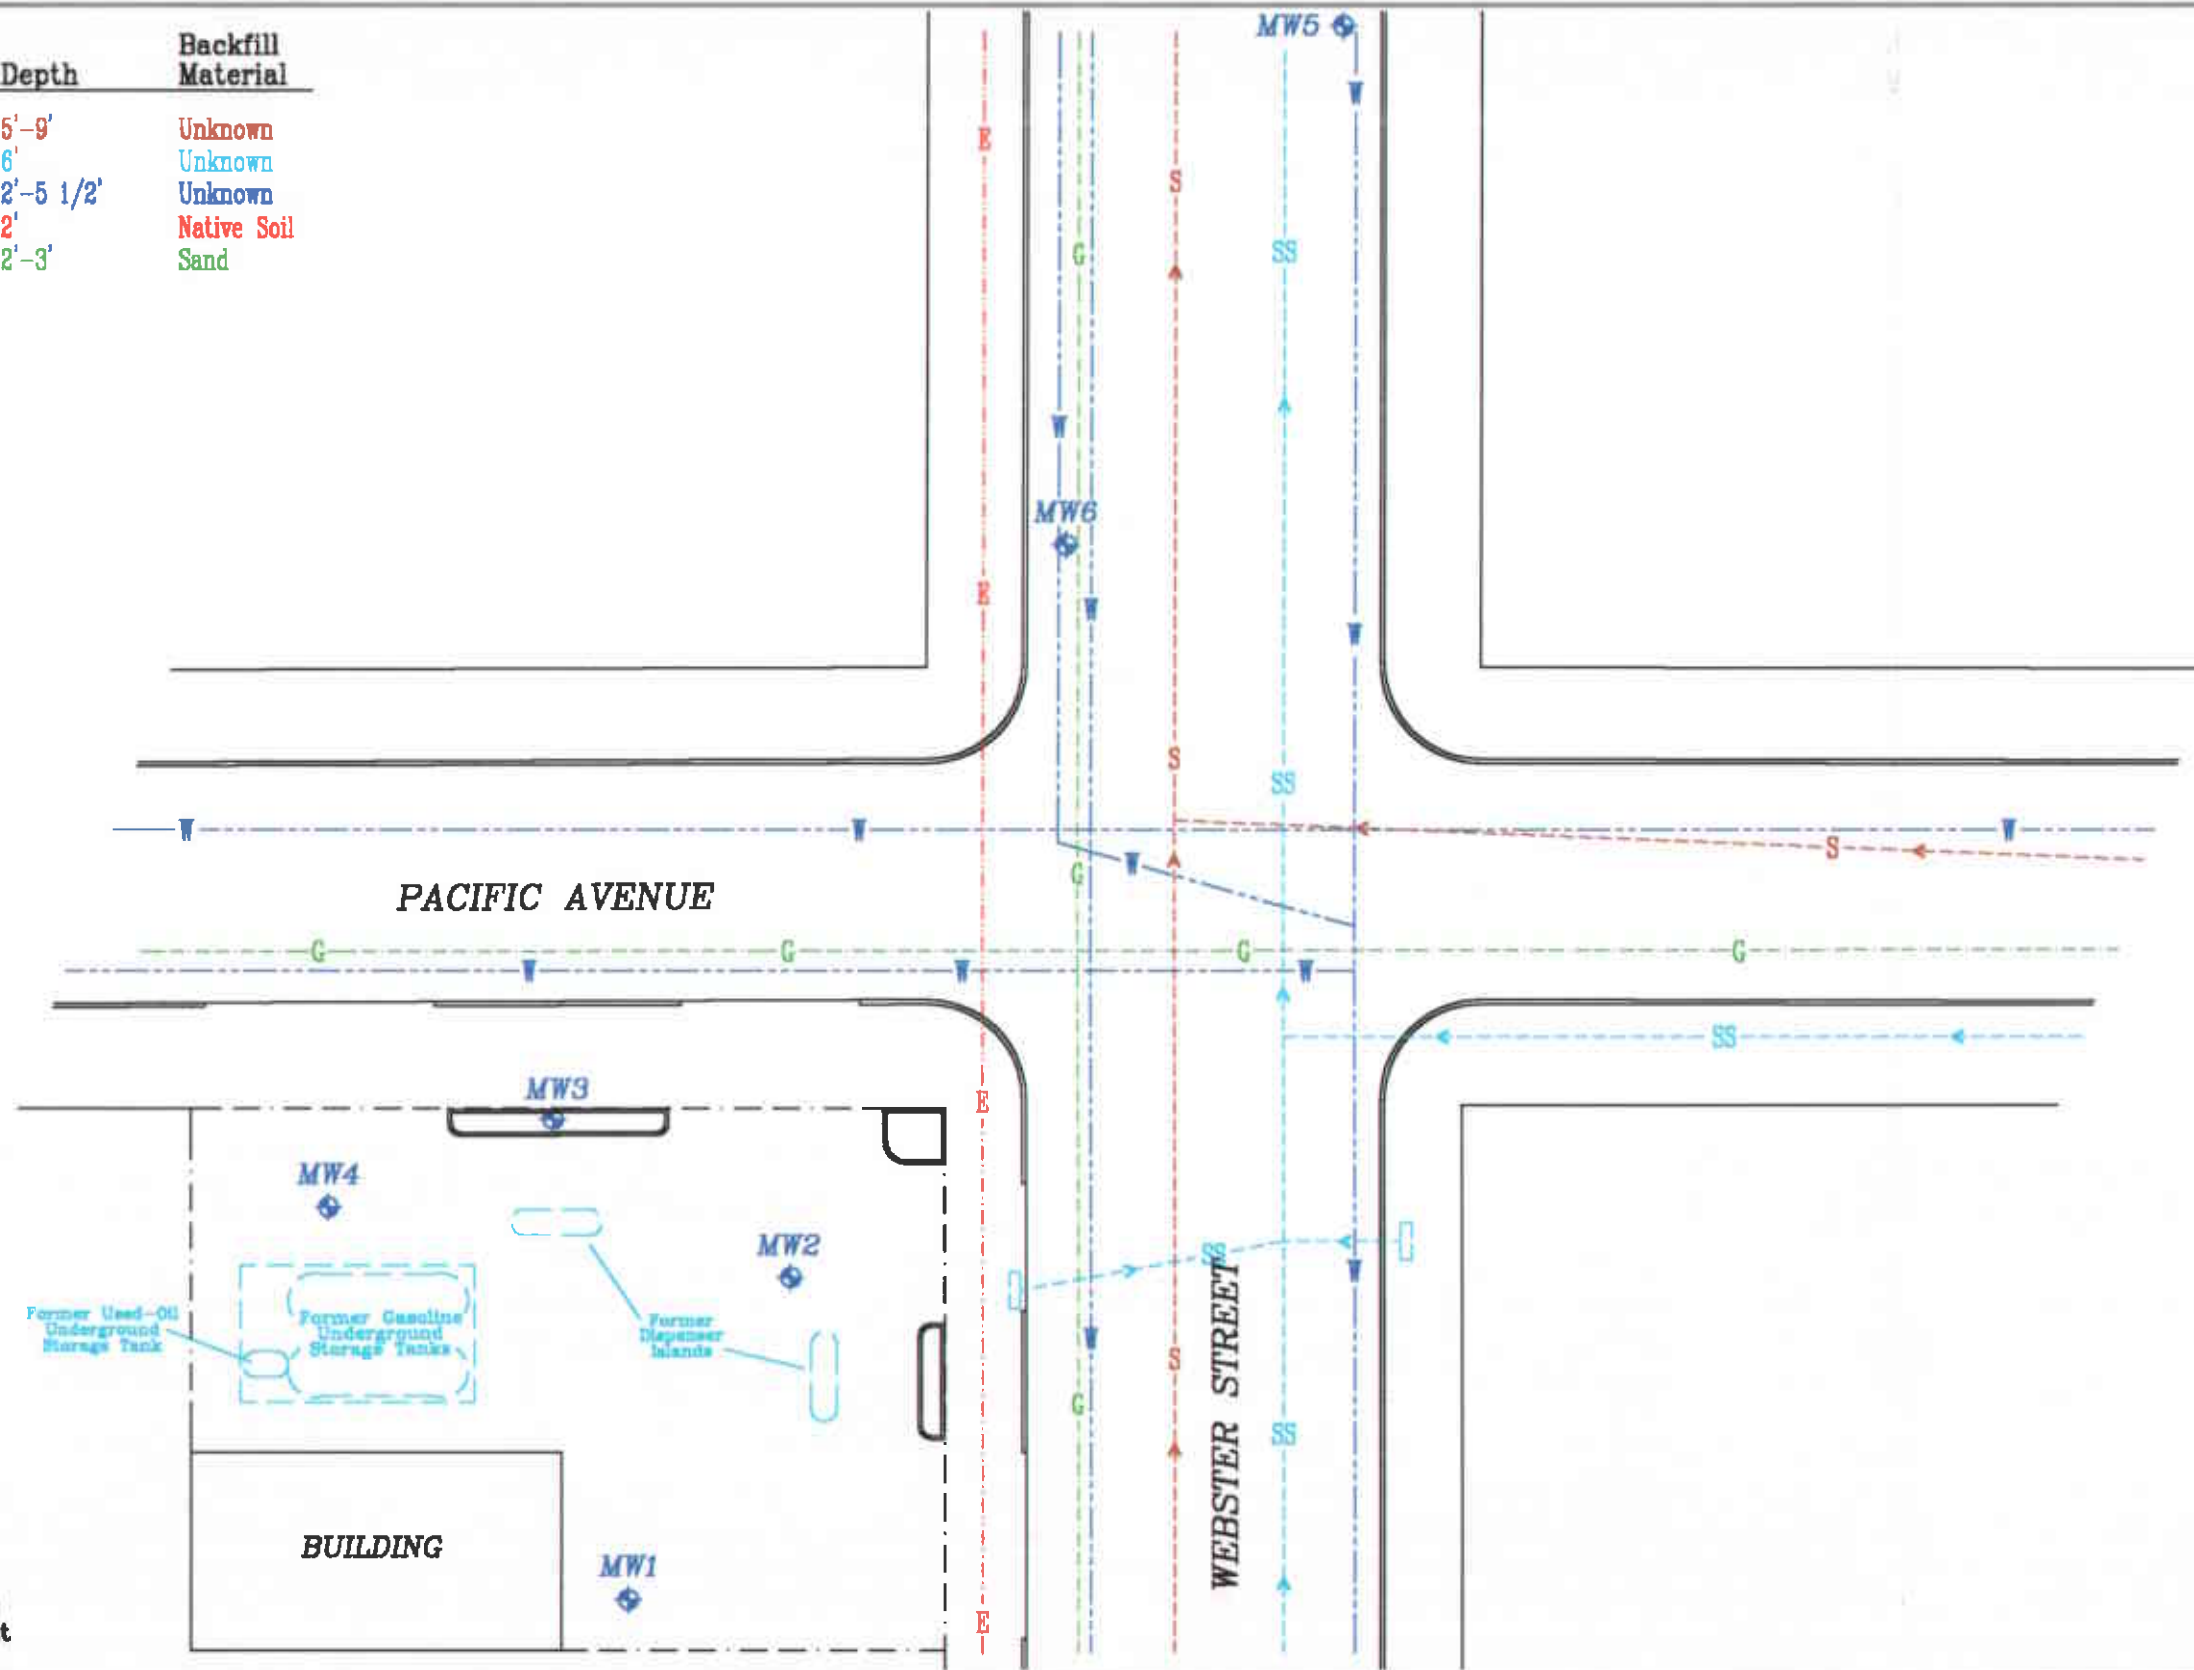 Backfill
Depth Material
5'-9' Unknown
6' Unknown
2'-5 1/2' Unknown
2' Native Soil
2'-3' Sand
MW5
W
E
S
G
SS
W
MW6
E
W
W
S
SS
W
W
W
S
W
G
PACIFIC AVENUE
G
G
G
G
W
W
W
SS
MW3
E
MW4
MW2
SS
W
Former Used-Oil
Underground
Storage Tank
Former Gasoline
Underground
Storage Tanks
Former
Dispenser
Islands
W
S
G
SS
WEBSTER STREET
BUILDING
MW1
E
t